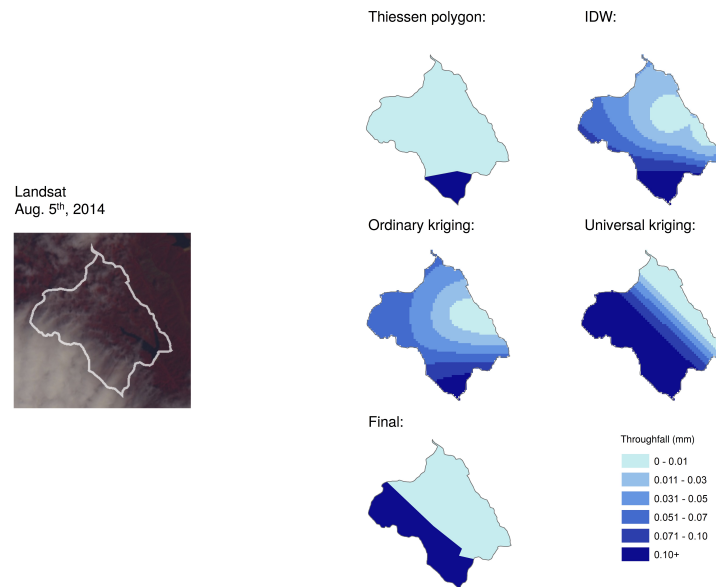 Thiessen polygon:
IDW:
Landsat
Aug. 5th, 2014
Ordinary kriging:
Universal kriging:
Final:
Throughfall (mm)
0 - 0.01
0.011 - 0.03
0.031 - 0.05
0.051 - 0.07
0.071 - 0.10
0.10+